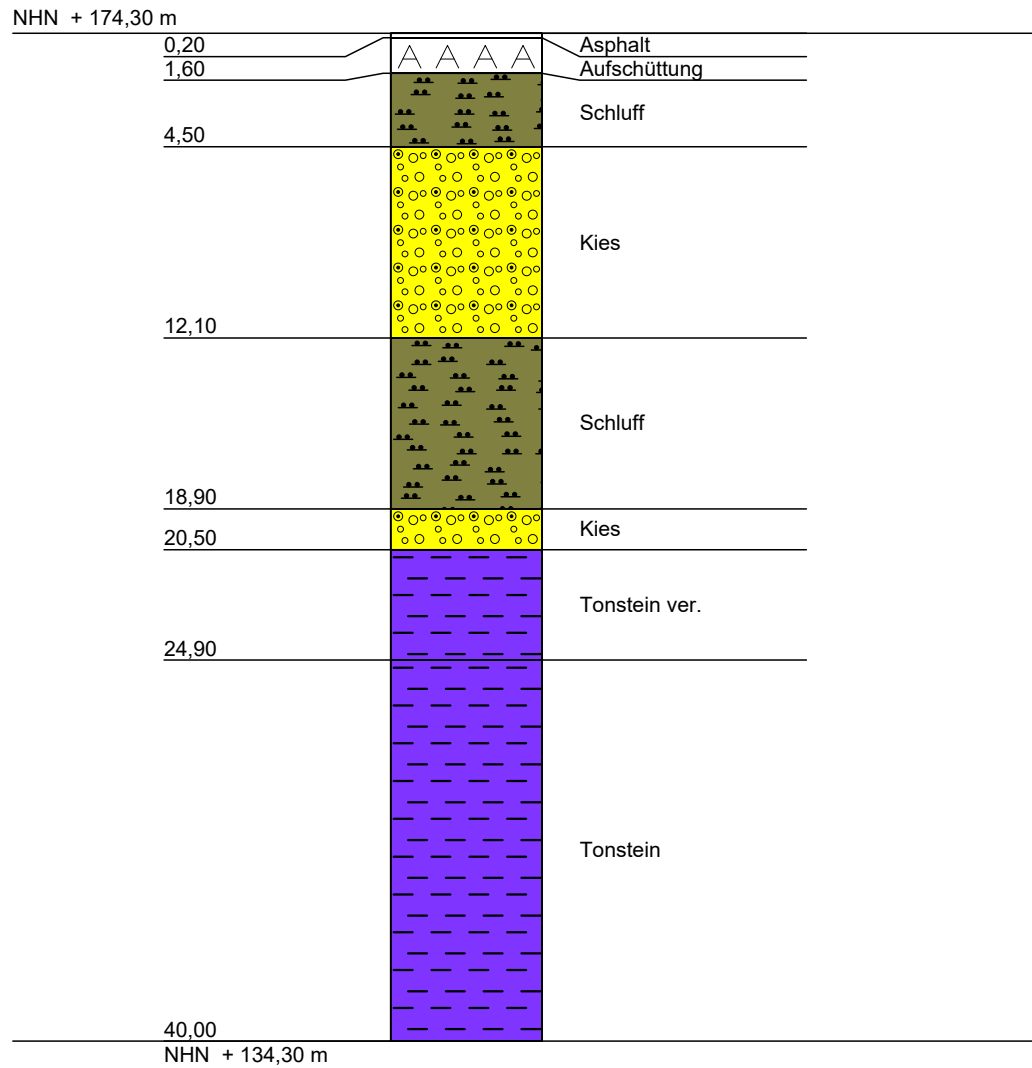 NHN + 174,30 m
0,20 Asphalt
1,60 Aufschüttung
Schluff
4,50
Kies
12,10
Schluff
18,90
Kies
20,50
Tonstein ver.
24,90
Tonstein
40,00
NHN + 134,30 m